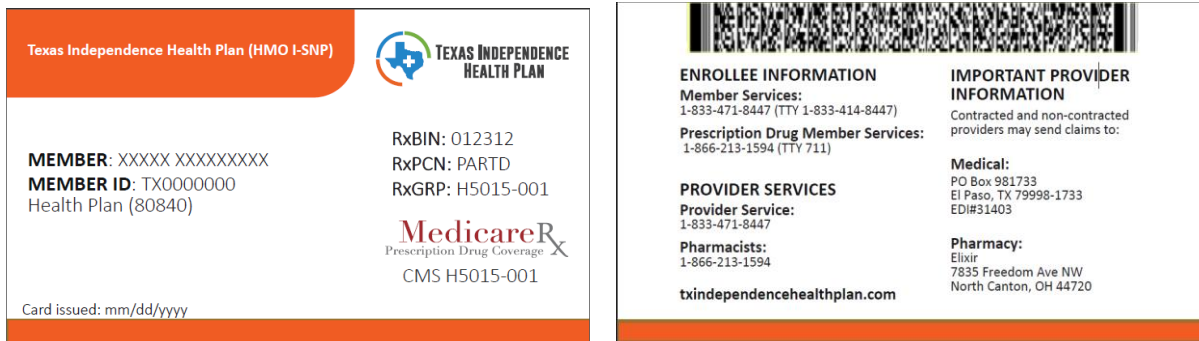 Texas Independence Health Plan (HMO I-SNP)
TEXAS INDEPENDENCE
HEALTH PLAN
MEMBER: XXXXX XXXXXXXXX
MEMBER ID: TX0000000
Health Plan (80840)
RxBIN: 012312
RxPCN: PARTD
RxGRP: H5015-001
MedicareRx
Prescription Drug Coverage
CMS H5015-001
Card issued: mm/dd/yyyy
ENROLLEE INFORMATION
Member Services:
1-833-471-8447 (TTY 1-833-414-8447)
Prescription Drug Member Services:
1-866-213-1594 (TTY 711)
PROVIDER SERVICES
Provider Service:
1-833-471-8447
Pharmacists:
1-866-213-1594
txindependencehealthplan.com
IMPORTANT PROVIDER
INFORMATION
Contracted and non-contracted
providers may send claims to:
Medical:
PO Box 981733
El Paso, TX 79998-1733
EDI#31403
Pharmacy:
Elixir
7835 Freedom Ave NW
North Canton, OH 44720